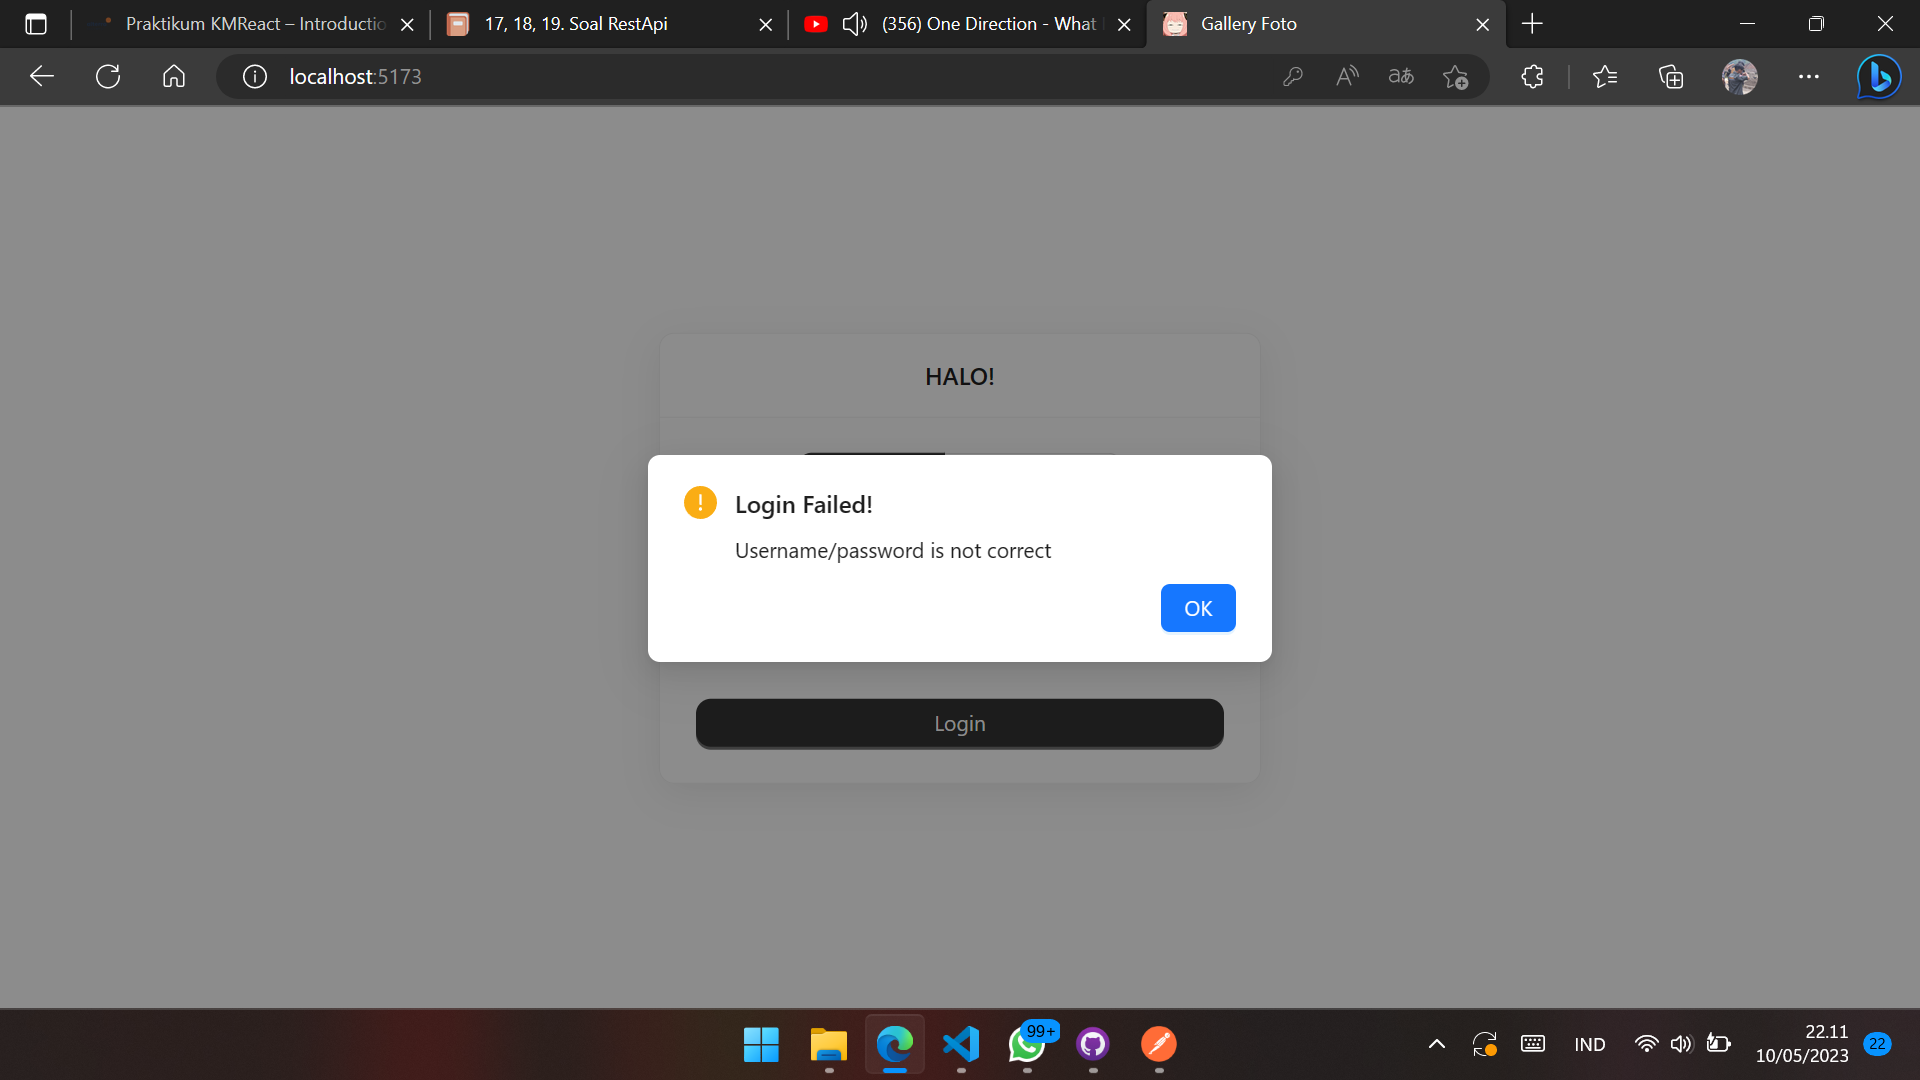 Praktikum KMReact – Introductio
17, 18, 19. Soal RestApi
(356) One Direction - What
Gallery Foto
localhost:5173
HALO!
Login Failed!
Username/password is not correct
OK
Login
99+
IND
22.11
10/05/2023
22